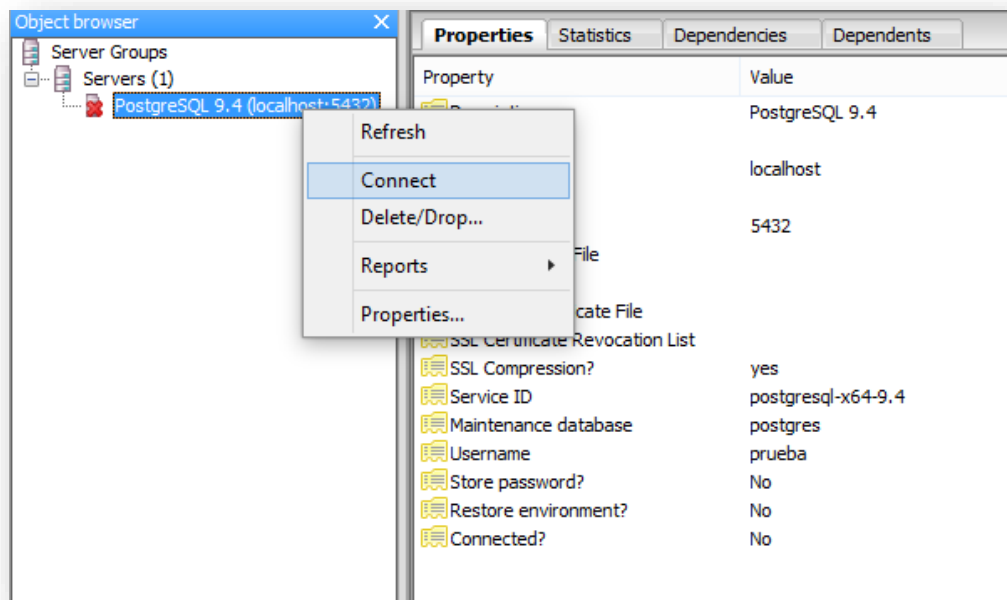 Object browser
Server Groups
Servers (1)
PostgreSQL 9.4 (localhost:5432)
Refresh
Connect
Delete/Drop...
Reports
Properties...
Properties Statistics Dependencies Dependents
Property Value
PostgreSQL 9.4
localhost
5432
File
cate File
SSL Certificate Revocation List
SSL Compression? yes
Service ID postgresql-x64-9.4
Maintenance database postgres
Username prueba
Store password? No
Restore environment? No
Connected? No